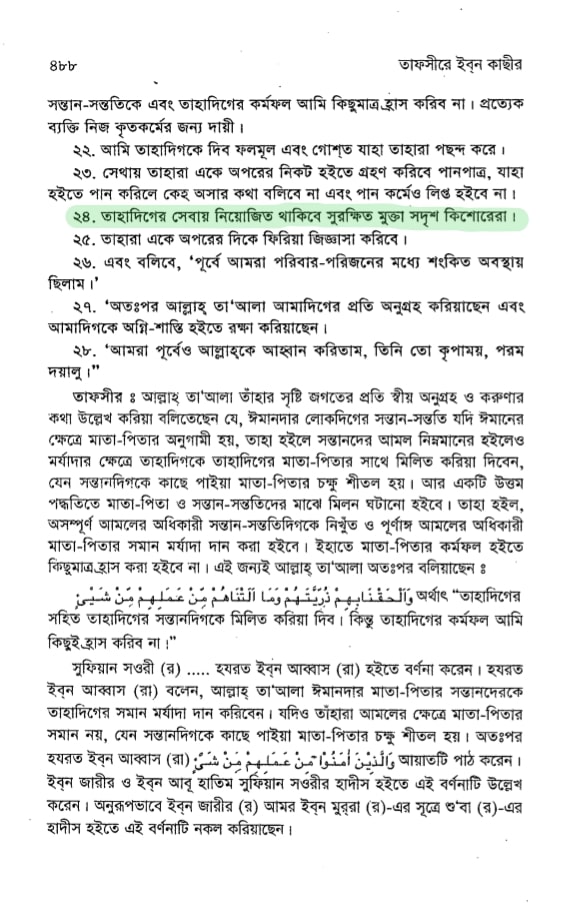 ৪৮৮
তাফসীরে ইব্‌ন কাছীর
সন্তান-সন্ততিকে এবং তাহাদিগের কর্মফল আমি কিছুমাত্র হ্রাস করিব না। প্রত্যেক
ব্যক্তি নিজ কৃতকর্মের জন্য দায়ী।
২২. আমি তাহাদিগকে দিব ফলমূল এবং গোশ্‌ত যাহা তাহারা পছন্দ করে।
২৩. সেথায় তাহারা একে অপরের নিকট হইতে গ্রহণ করিবে পানপাত্র, যাহা
হইতে পান করিলে কেহ অসার কথা বলিবে না এবং পান কর্মেও লিপ্ত হইবে না।
২৪. তাহাদিগের সেবায় নিয়োজিত থাকিবে সুরক্ষিত মুক্তা সদৃশ কিশোরেরা।
২৫. তাহারা একে অপরের দিকে ফিরিয়া জিজ্ঞাসা করিবে।
২৬. এবং বলিবে, ‘পূর্বে আমরা পরিবার-পরিজনের মধ্যে শংকিত অবস্থায়
ছিলাম।’
২৭. ‘অতঃপর আল্লাহ্ তা‘আলা আমাদিগের প্রতি অনুগ্রহ করিয়াছেন এবং
আমাদিগকে অগ্নি-শাস্তি হইতে রক্ষা করিয়াছেন।
২৮. ‘আমরা পূর্বেও আল্লাহ্‌কে আহ্বান করিতাম, তিনি তো কৃপাময়, পরম
দয়ালু।”
তাফসীর ঃ আল্লাহ্ তা‘আলা তাঁহার সৃষ্টি জগতের প্রতি স্বীয় অনুগ্রহ ও করুণার
কথা উল্লেখ করিয়া বলিতেছেন যে, ঈমানদার লোকদিগের সন্তান-সন্ততি যদি ঈমানের
ক্ষেত্রে মাতা-পিতার অনুগামী হয়, তাহা হইলে সন্তানদের আমল নিম্নমানের হইলেও
মর্যাদার ক্ষেত্রে তাহাদিগকে তাহাদিগের মাতা-পিতার সাথে মিলিত করিয়া দিবেন,
যেন সন্তানদিগকে কাছে পাইয়া মাতা-পিতার চক্ষু শীতল হয়। আর একটি উত্তম
পদ্ধতিতে মাতা-পিতা ও সন্তান-সন্ততিদের মাঝে মিলন ঘটানো হইবে। তাহা হইল,
অসম্পূর্ণ আমলের অধিকারী সন্তান-সন্ততিদিগকে নিখুঁত ও পূর্ণাঙ্গ আমলের অধিকারী
মাতা-পিতার সমান মর্যাদা দান করা হইবে। ইহাতে মাতা-পিতার কর্মফল হইতে
কিছুমাত্র হ্রাস করা হইবে না। এই জন্যই আল্লাহ্ তা‘আলা অতঃপর বলিয়াছেন ঃ
وَاَلْحَقْنَابِهِمْ ذُرِّيَّتَهُمْ وَمَا اَلَتْنَاهُمْ مِّنْ عَمَلِهِمْ مِّنْ شَيْئٍ অর্থাৎ “তাহাদিগের
সহিত তাহাদিগের সন্তানদিগকে মিলিত করিয়া দিব। কিন্তু তাহাদিগের কর্মফল আমি
কিছুই হ্রাস করিব না।”
সুফিয়ান সওরী (র) ..... হযরত ইব্‌ন আব্বাস (রা) হইতে বর্ণনা করেন। হযরত
ইব্‌ন আব্বাস (রা) বলেন, আল্লাহ্ তা‘আলা ঈমানদার মাতা-পিতার সন্তানদেরকে
তাহাদিগের সমান মর্যাদা দান করিবেন। যদিও তাঁহারা আমলের ক্ষেত্রে মাতা-পিতার
সমান নয়, যেন সন্তানদিগকে কাছে পাইয়া মাতা-পিতার চক্ষু শীতল হয়। অতঃপর
হযরত ইব্‌ন আব্বাস (রা) وَالَّذِيْنَ اٰمَنُوْا مِنْ عَمَلِهِمْ مِّنْ شَئٍْ আয়াতটি পাঠ করেন।
ইব্‌ন জারীর ও ইব্‌ন আবূ হাতিম সুফিয়ান সওরীর হাদীস হইতে এই বর্ণনাটি উল্লেখ
করেন। অনুরূপভাবে ইব্‌ন জারীর (র) আমর ইব্‌ন মুর্‌রা (র)-এর সূত্রে শু‘বা (র)-এর
হাদীস হইতে এই বর্ণনাটি নকল করিয়াছেন।